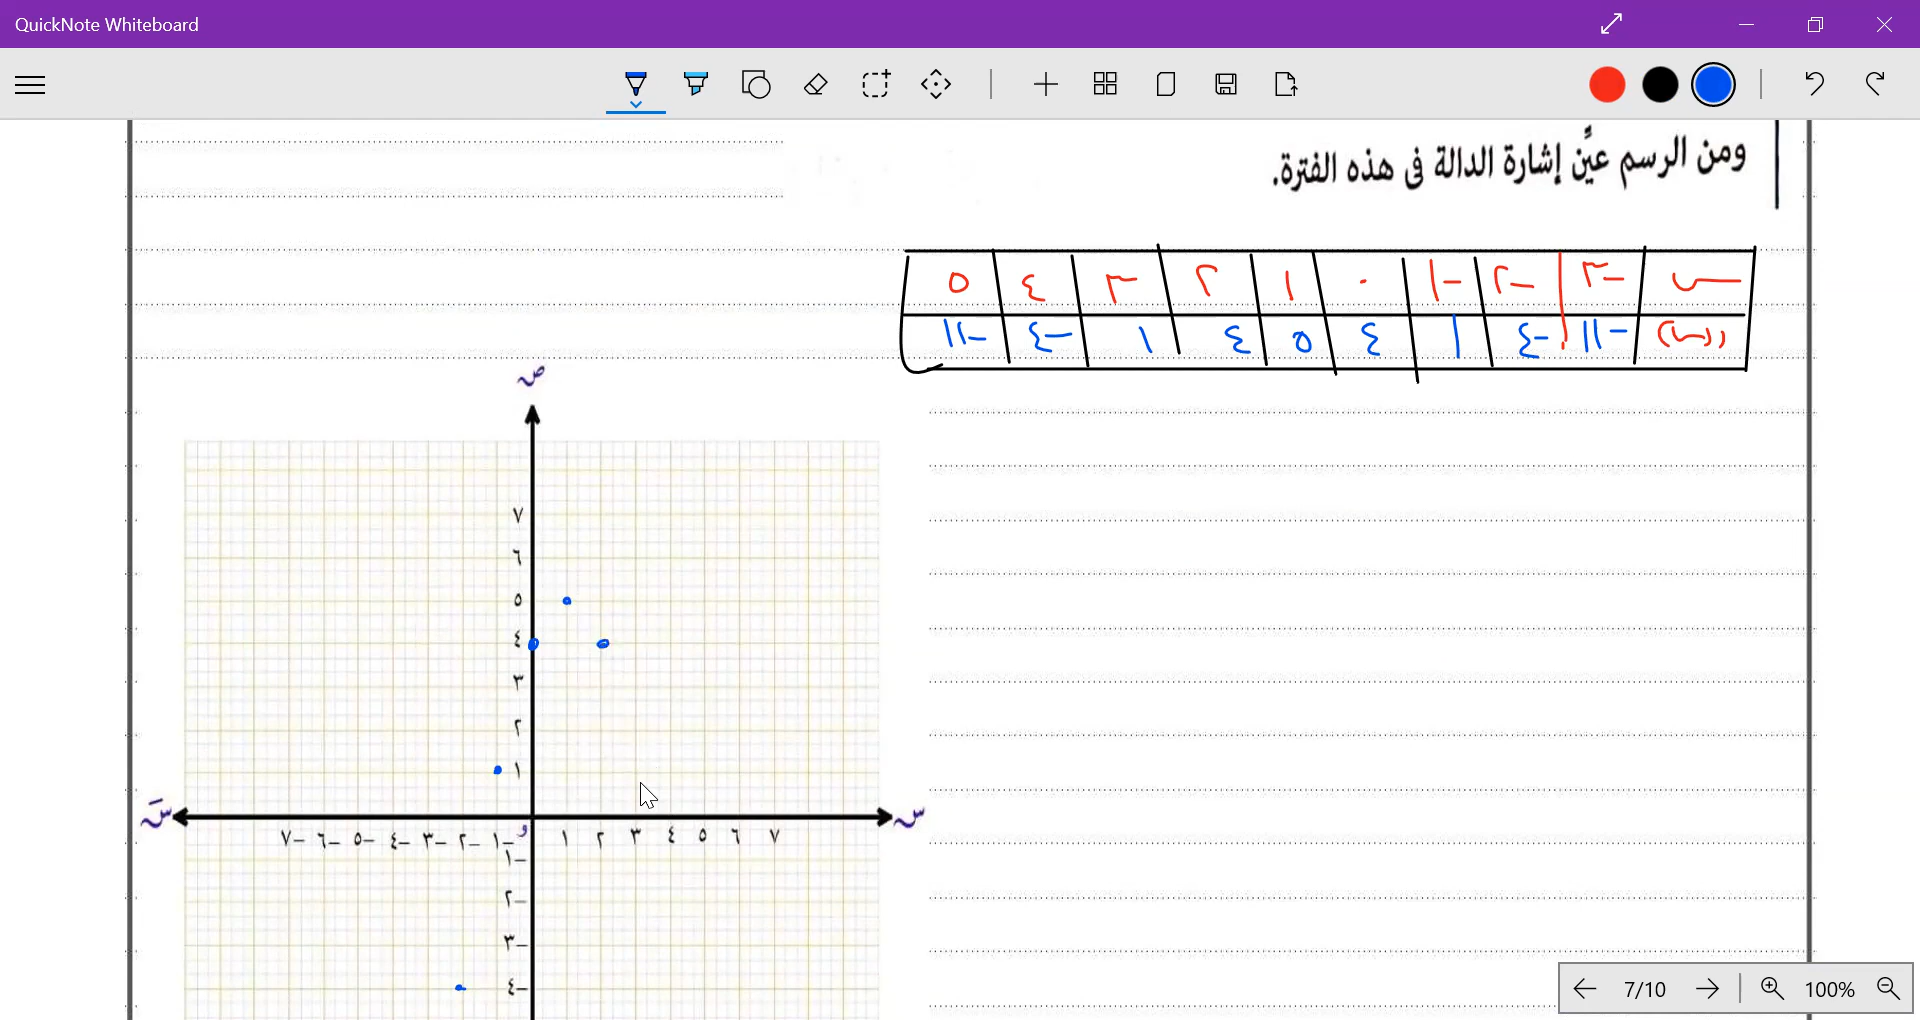 QuickNote Whiteboard
ومن الرسم عيِّن إشارة الدالة فى هذه الفترة.
س -٣ -٢ -١ ٠ ١ ٢ ٣ ٤ ٥
د(س) -١١ -٤ ١ ٤ ٥ ٤ ١ -٤ -١١
ص
٧
٦
٥
٤
٣
٢
١
سَ
س
-٧ -٦ -٥ -٤ -٣ -٢ -١ و ١ ٢ ٣ ٤ ٥ ٦ ٧
-١
-٢
-٣
-٤
7/10
100%